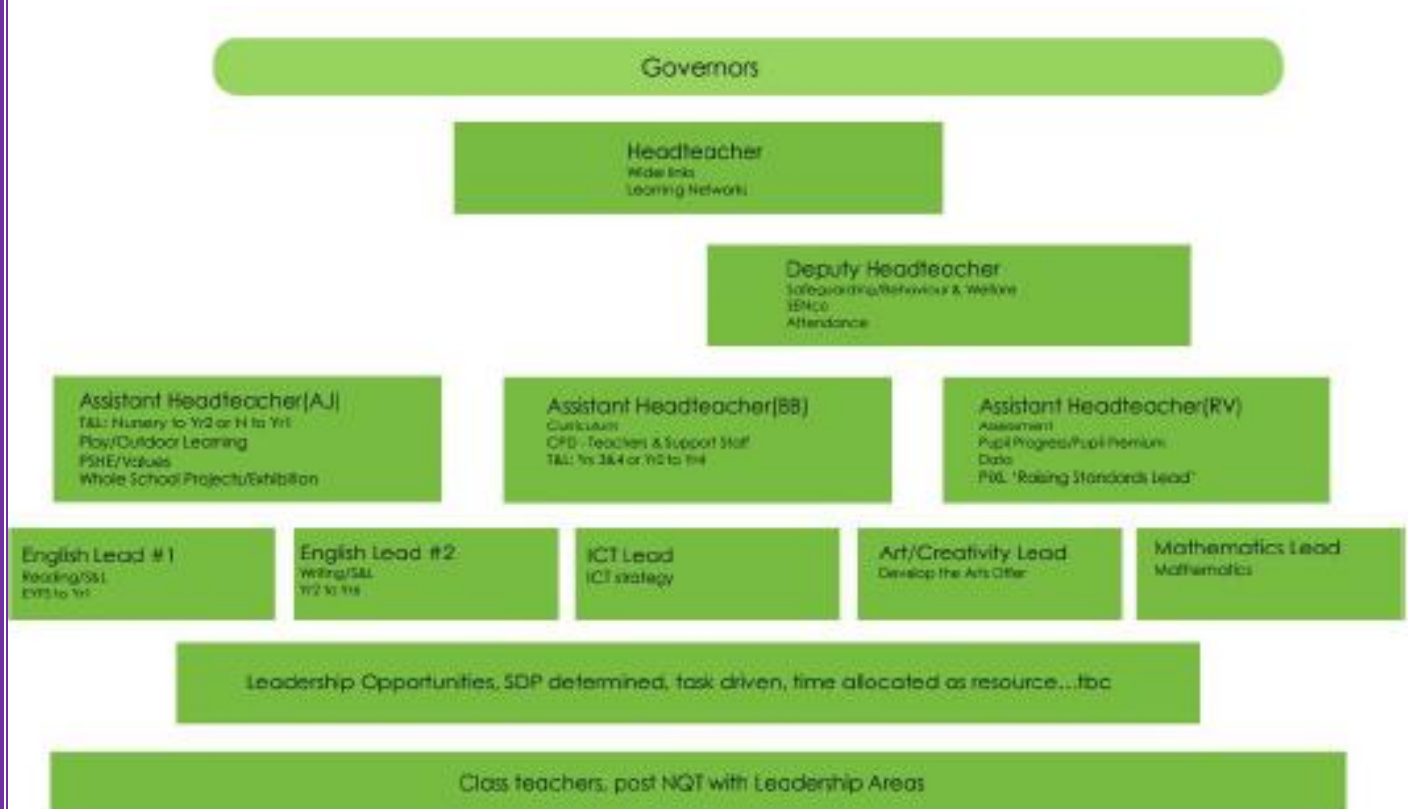 Governors
Headteacher
Wider links
Learning Networks
Deputy Headteacher
Safeguarding/Behaviour & Welfare
SENco
Attendance
Assistant Headteacher(AJ)
T&L: Nursery to Yr2 or N to Yr1
Play/Outdoor Learning
PSHE/Values
Whole School Projects/Exhibition
Assistant Headteacher(BB)
Curriculum
CPD - Teachers & Support Staff
T&L: Yrs 3&4 or Yr2 to Yr4
Assistant Headteacher(RV)
Assessment
Pupil Progress/Pupil Premium
Data
PiXL "Raising Standards Lead"
English Lead #1
Reading/S&L
EYFS to Yr1
English Lead #2
Writing/S&L
Yr2 to Yr6
ICT Lead
ICT strategy
Art/Creativity Lead
Develop the Arts Offer
Mathematics Lead
Mathematics
Leadership Opportunities, SDP determined, task driven, time allocated as resource...tbc
Class teachers, post NQT with Leadership Areas